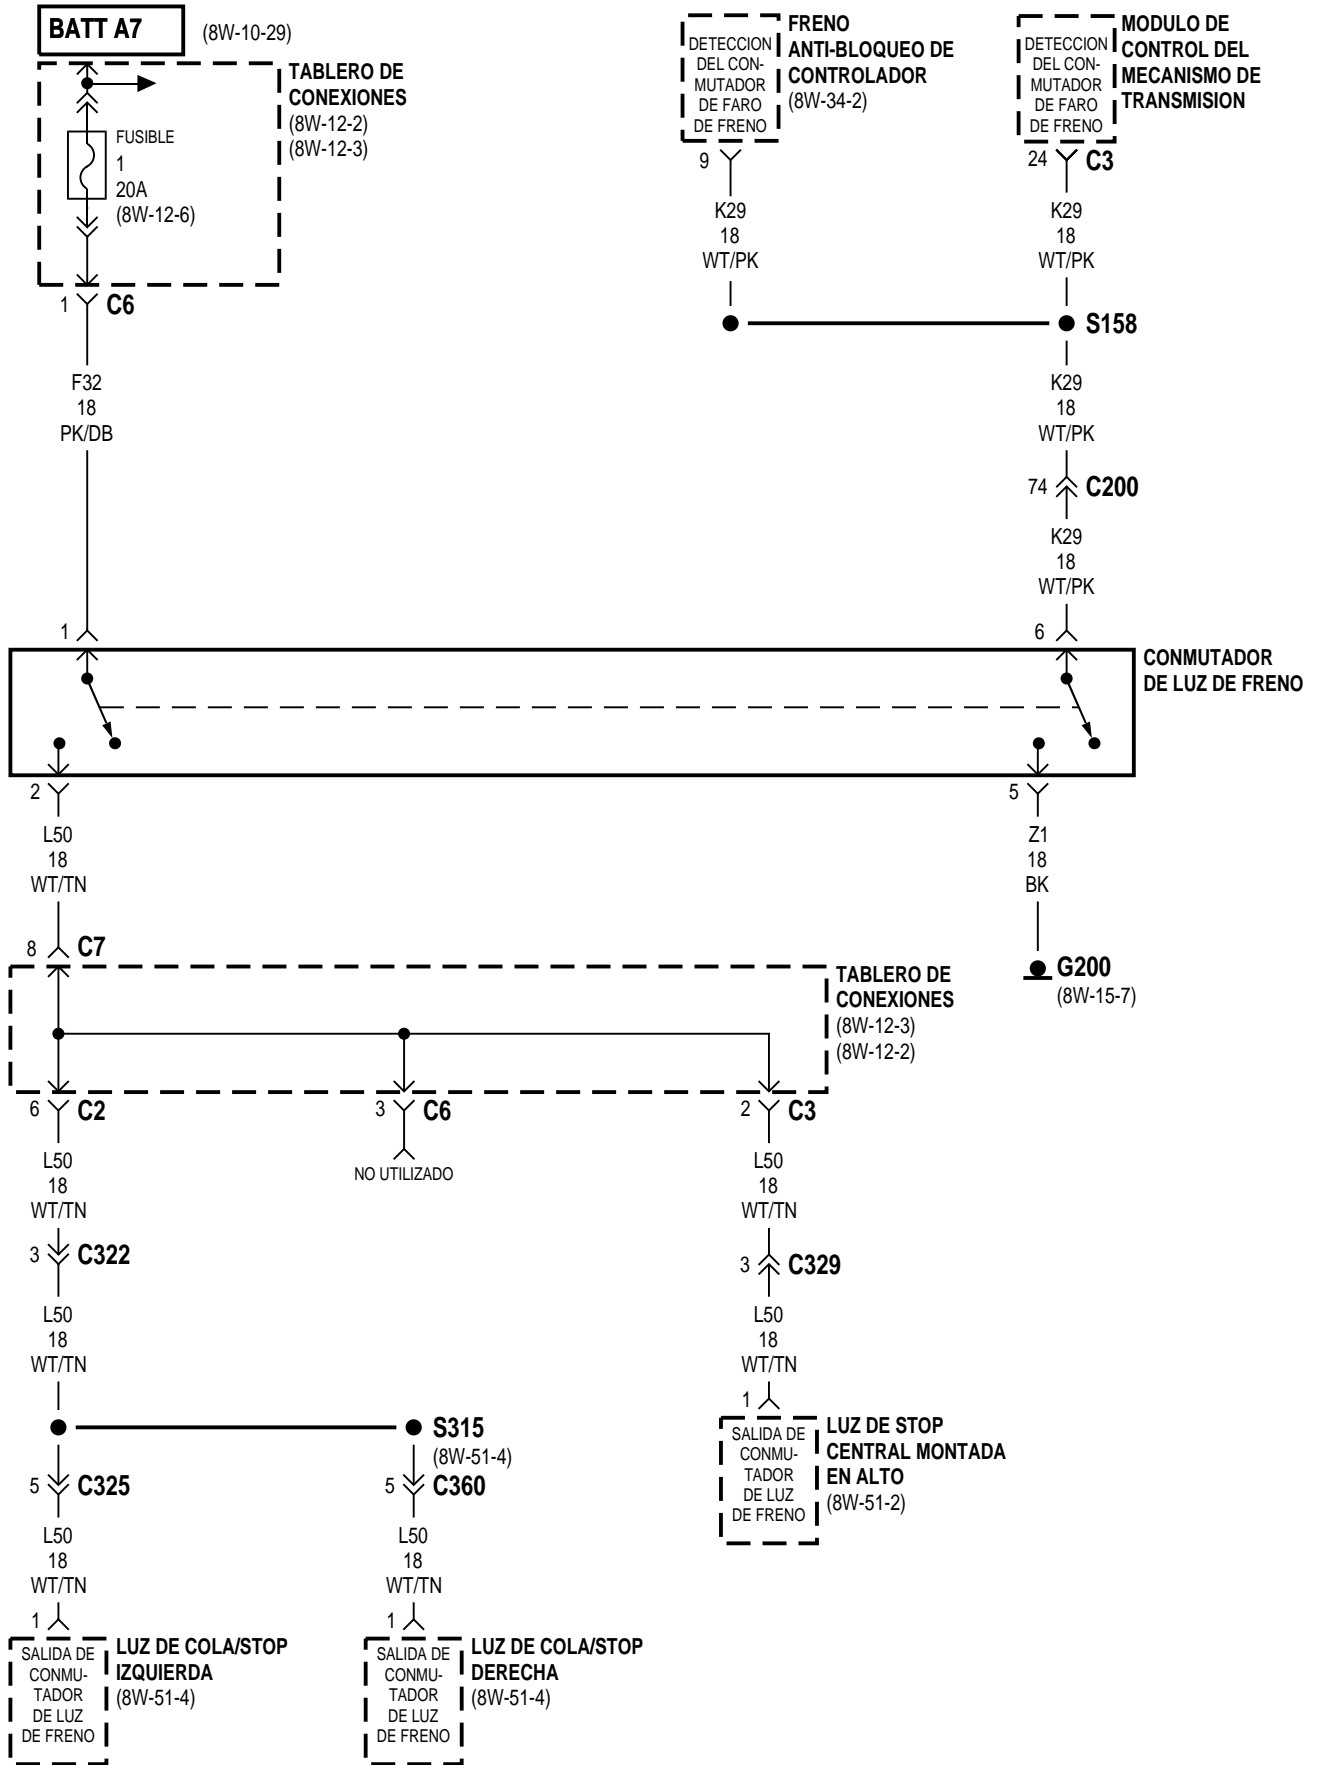 BATT A7
(8W-10-29)
TABLERO DE
CONEXIONES
(8W-12-2)
(8W-12-3)
FUSIBLE
1
20A
(8W-12-6)
1
C6
F32
18
PK/DB
1
DETECCION
DEL CON-
MUTADOR
DE FARO
DE FRENO
FRENO
ANTI-BLOQUEO DE
CONTROLADOR
(8W-34-2)
9
K29
18
WT/PK
DETECCION
DEL CON-
MUTADOR
DE FARO
DE FRENO
MODULO DE
CONTROL DEL
MECANISMO DE
TRANSMISION
24
C3
K29
18
WT/PK
S158
K29
18
WT/PK
74
C200
K29
18
WT/PK
6
CONMUTADOR
DE LUZ DE FRENO
2
L50
18
WT/TN
8
C7
5
Z1
18
BK
G200
(8W-15-7)
TABLERO DE
CONEXIONES
(8W-12-3)
(8W-12-2)
6
C2
L50
18
WT/TN
3
C322
L50
18
WT/TN
3
C6
NO UTILIZADO
2
C3
L50
18
WT/TN
3
C329
L50
18
WT/TN
1
SALIDA DE
CONMU-
TADOR
DE LUZ
DE FRENO
LUZ DE STOP
CENTRAL MONTADA
EN ALTO
(8W-51-2)
S315
(8W-51-4)
5
C325
L50
18
WT/TN
1
SALIDA DE
CONMU-
TADOR
DE LUZ
DE FRENO
LUZ DE COLA/STOP
IZQUIERDA
(8W-51-4)
5
C360
L50
18
WT/TN
1
SALIDA DE
CONMU-
TADOR
DE LUZ
DE FRENO
LUZ DE COLA/STOP
DERECHA
(8W-51-4)